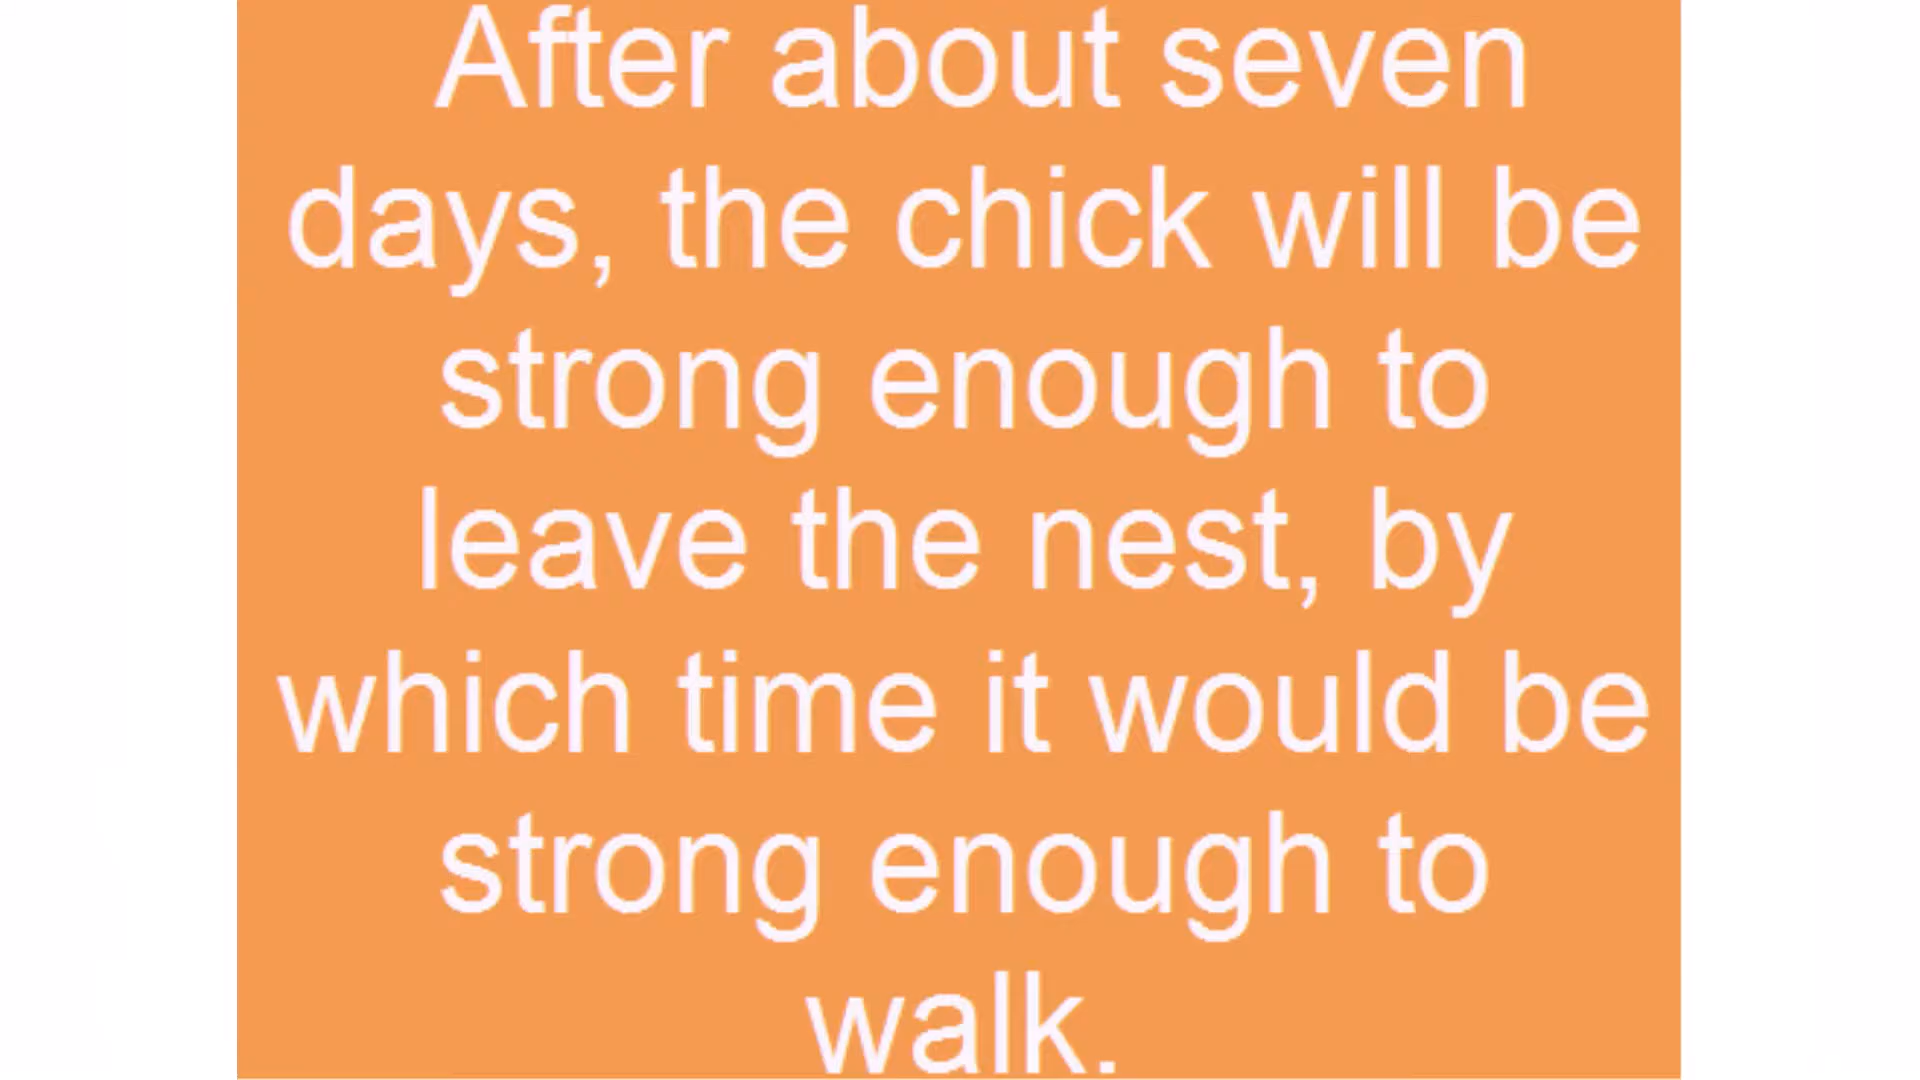 After about seven
days, the chick will be
strong enough to
leave the nest, by
which time it would be
strong enough to
walk.